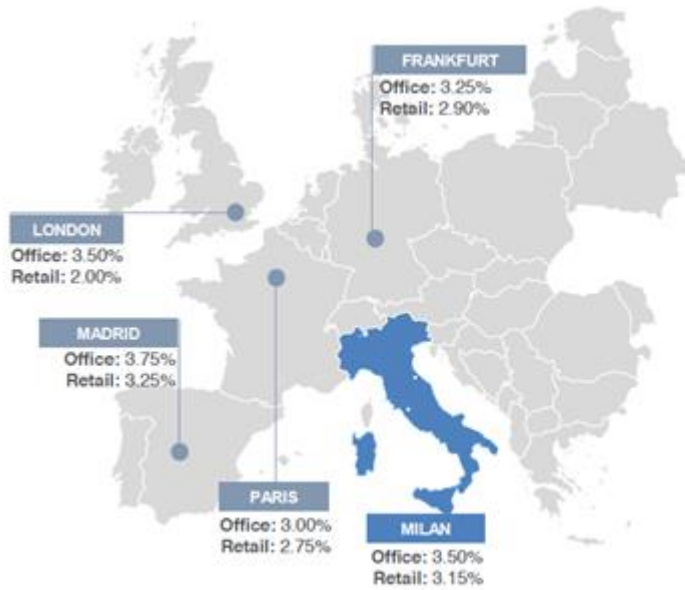 FRANKFURT
Office: 3.25%
Retail: 2.90%
LONDON
Office: 3.50%
Retail: 2.00%
MADRID
Office: 3.75%
Retail: 3.25%
PARIS
Office: 3.00%
Retail: 2.75%
MILAN
Office: 3.50%
Retail: 3.15%